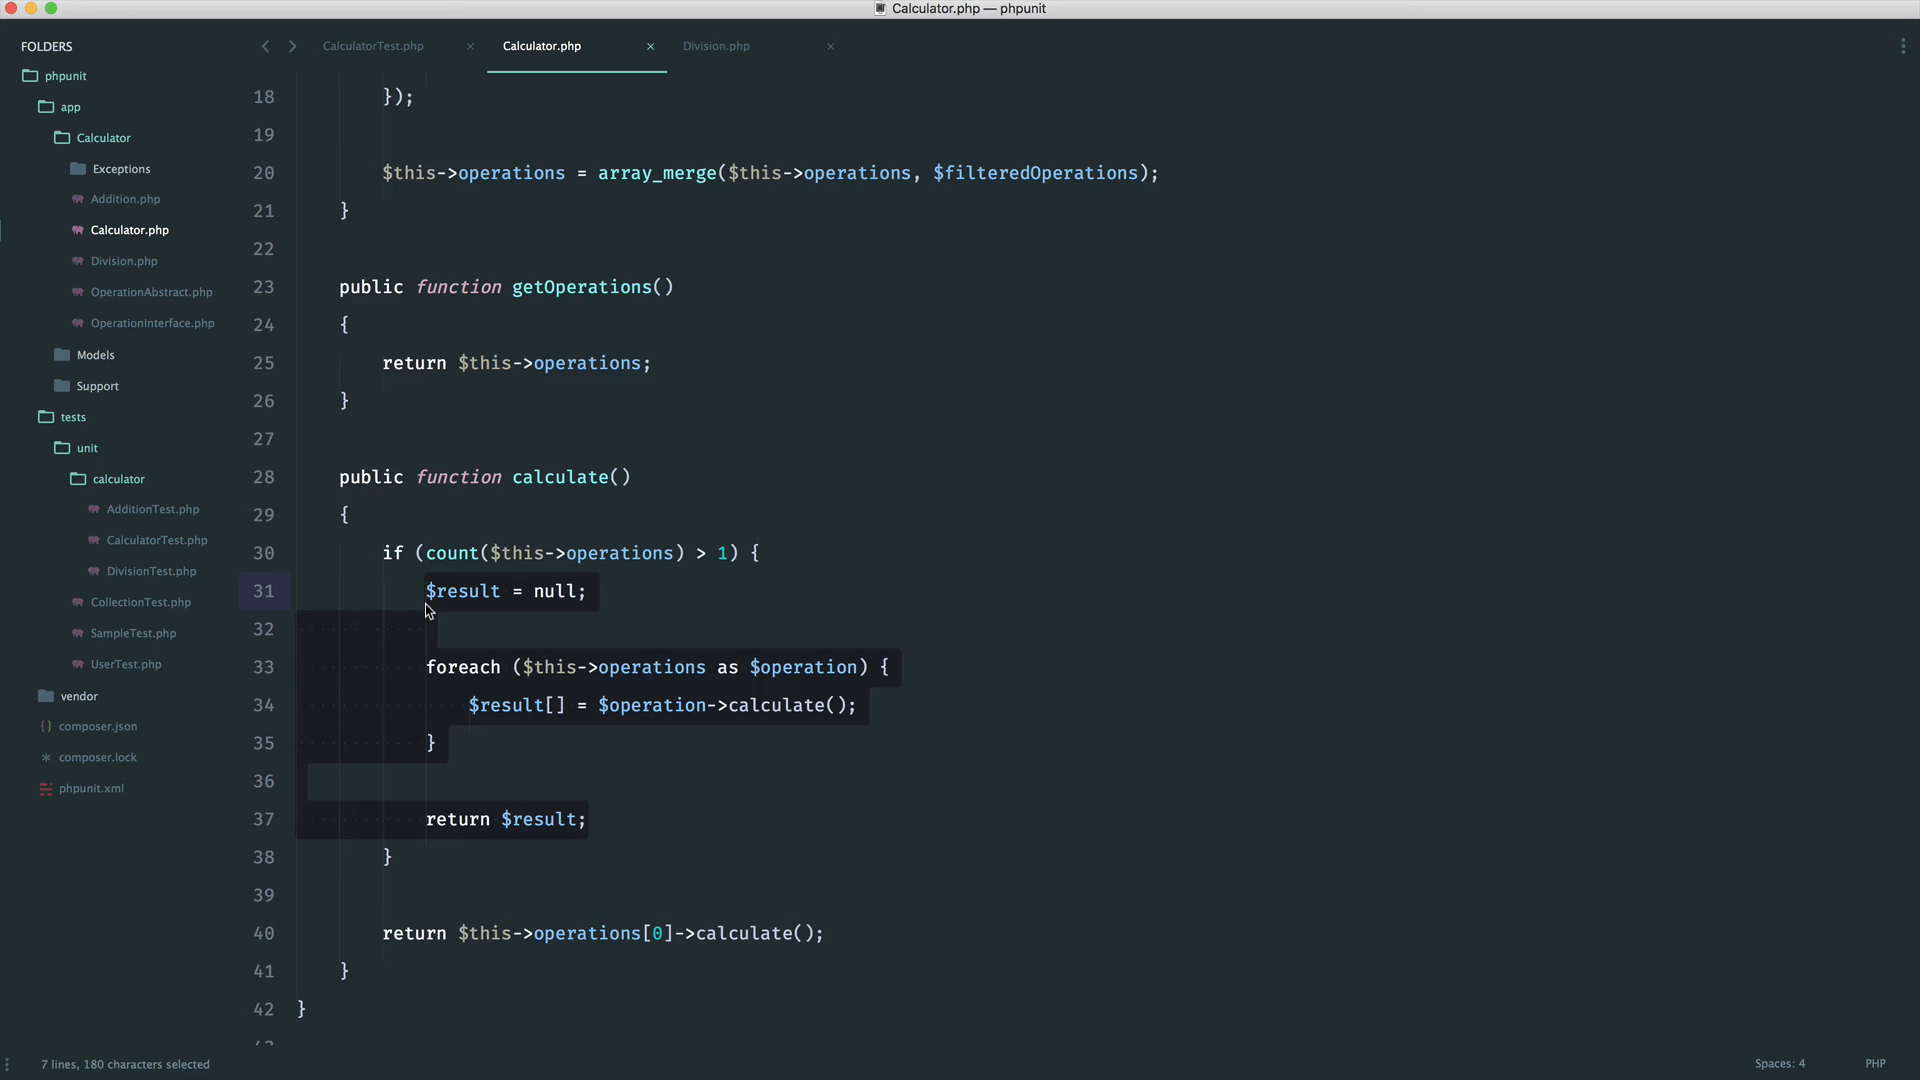 Calculator.php — phpunit
FOLDERS
phpunit
app
Calculator
Exceptions
Addition.php
Calculator.php
Division.php
OperationAbstract.php
OperationInterface.php
Models
Support
tests
unit
calculator
AdditionTest.php
CalculatorTest.php
DivisionTest.php
CollectionTest.php
SampleTest.php
UserTest.php
vendor
composer.json
composer.lock
phpunit.xml
CalculatorTest.php × Calculator.php × Division.php ×
18 });
19
20 $this->operations = array_merge($this->operations, $filteredOperations);
21 }
22
23 public function getOperations()
24 {
25 return $this->operations;
26 }
27
28 public function calculate()
29 {
30 if (count($this->operations) > 1) {
31 $result = null;
32
33 foreach ($this->operations as $operation) {
34 $result[] = $operation->calculate();
35 }
36
37 return $result;
38 }
39
40 return $this->operations[0]->calculate();
41 }
42 }
7 lines, 180 characters selected
Spaces: 4 PHP